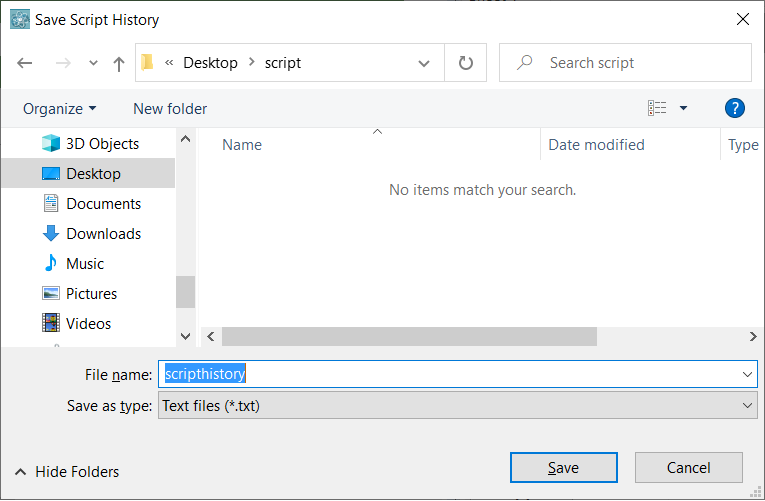 Save Script History
« Desktop > script
Search script
Organize
New folder
?
Name
Date modified
Type
3D Objects
Desktop
Documents
Downloads
Music
Pictures
Videos
No items match your search.
File name: scripthistory
Save as type: Text files (*.txt)
Hide Folders
Save
Cancel